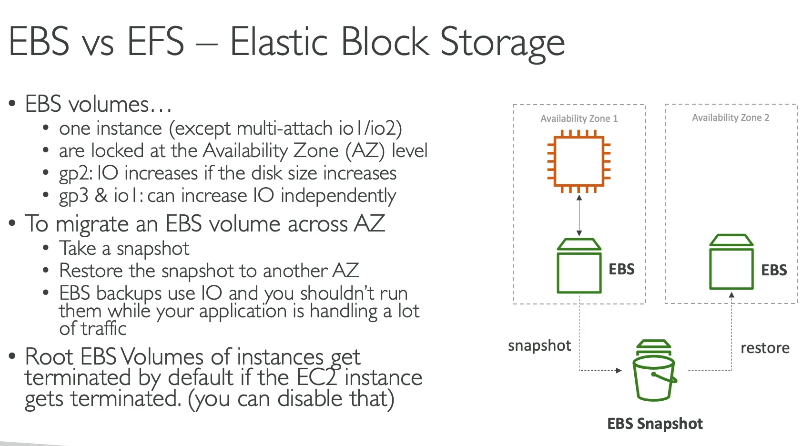 EBS vs EFS – Elastic Block Storage
• EBS volumes…
• one instance (except multi-attach io1/io2)
• are locked at the Availability Zone (AZ) level
• gp2: IO increases if the disk size increases
• gp3 & io1: can increase IO independently
• To migrate an EBS volume across AZ
• Take a snapshot
• Restore the snapshot to another AZ
• EBS backups use IO and you shouldn't run
them while your application is handling a lot
of traffic
• Root EBS Volumes of instances get
terminated by default if the EC2 instance
gets terminated. (you can disable that)
Availability Zone 1
Availability Zone 2
EBS
EBS
snapshot
restore
EBS Snapshot